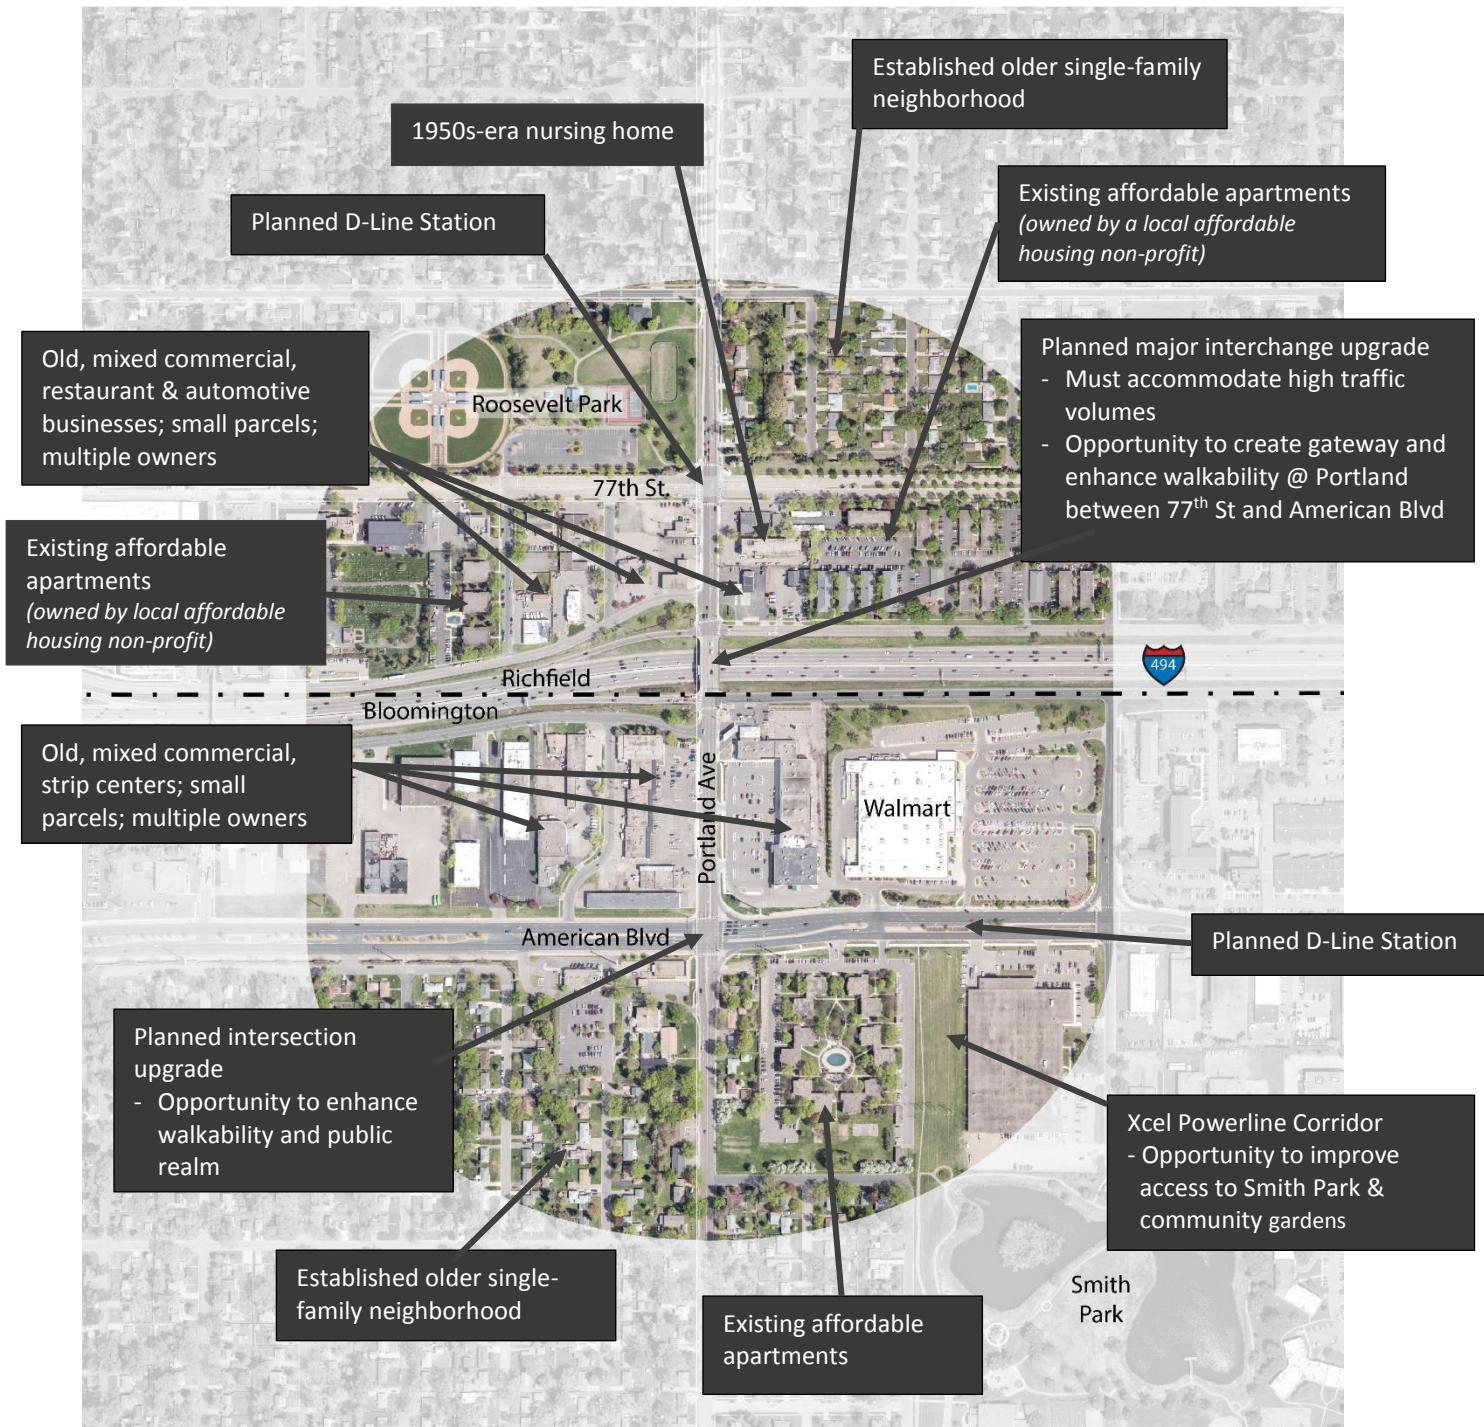 Established older single-family
neighborhood
1950s-era nursing home
Existing affordable apartments
(owned by a local affordable
housing non-profit)
Planned D-Line Station
Old, mixed commercial,
restaurant & automotive
businesses; small parcels;
multiple owners
Planned major interchange upgrade
- Must accommodate high traffic
volumes
- Opportunity to create gateway and
enhance walkability @ Portland
between 77th St and American Blvd
Roosevelt Park
77th St.
Existing affordable
apartments
(owned by local affordable
housing non-profit)
Richfield
494
Bloomington
Old, mixed commercial,
strip centers; small
parcels; multiple owners
Portland Ave
Walmart
American Blvd
Planned D-Line Station
Planned intersection
upgrade
- Opportunity to enhance
walkability and public
realm
Xcel Powerline Corridor
- Opportunity to improve
access to Smith Park &
community gardens
Established older single-
family neighborhood
Smith
Park
Existing affordable
apartments